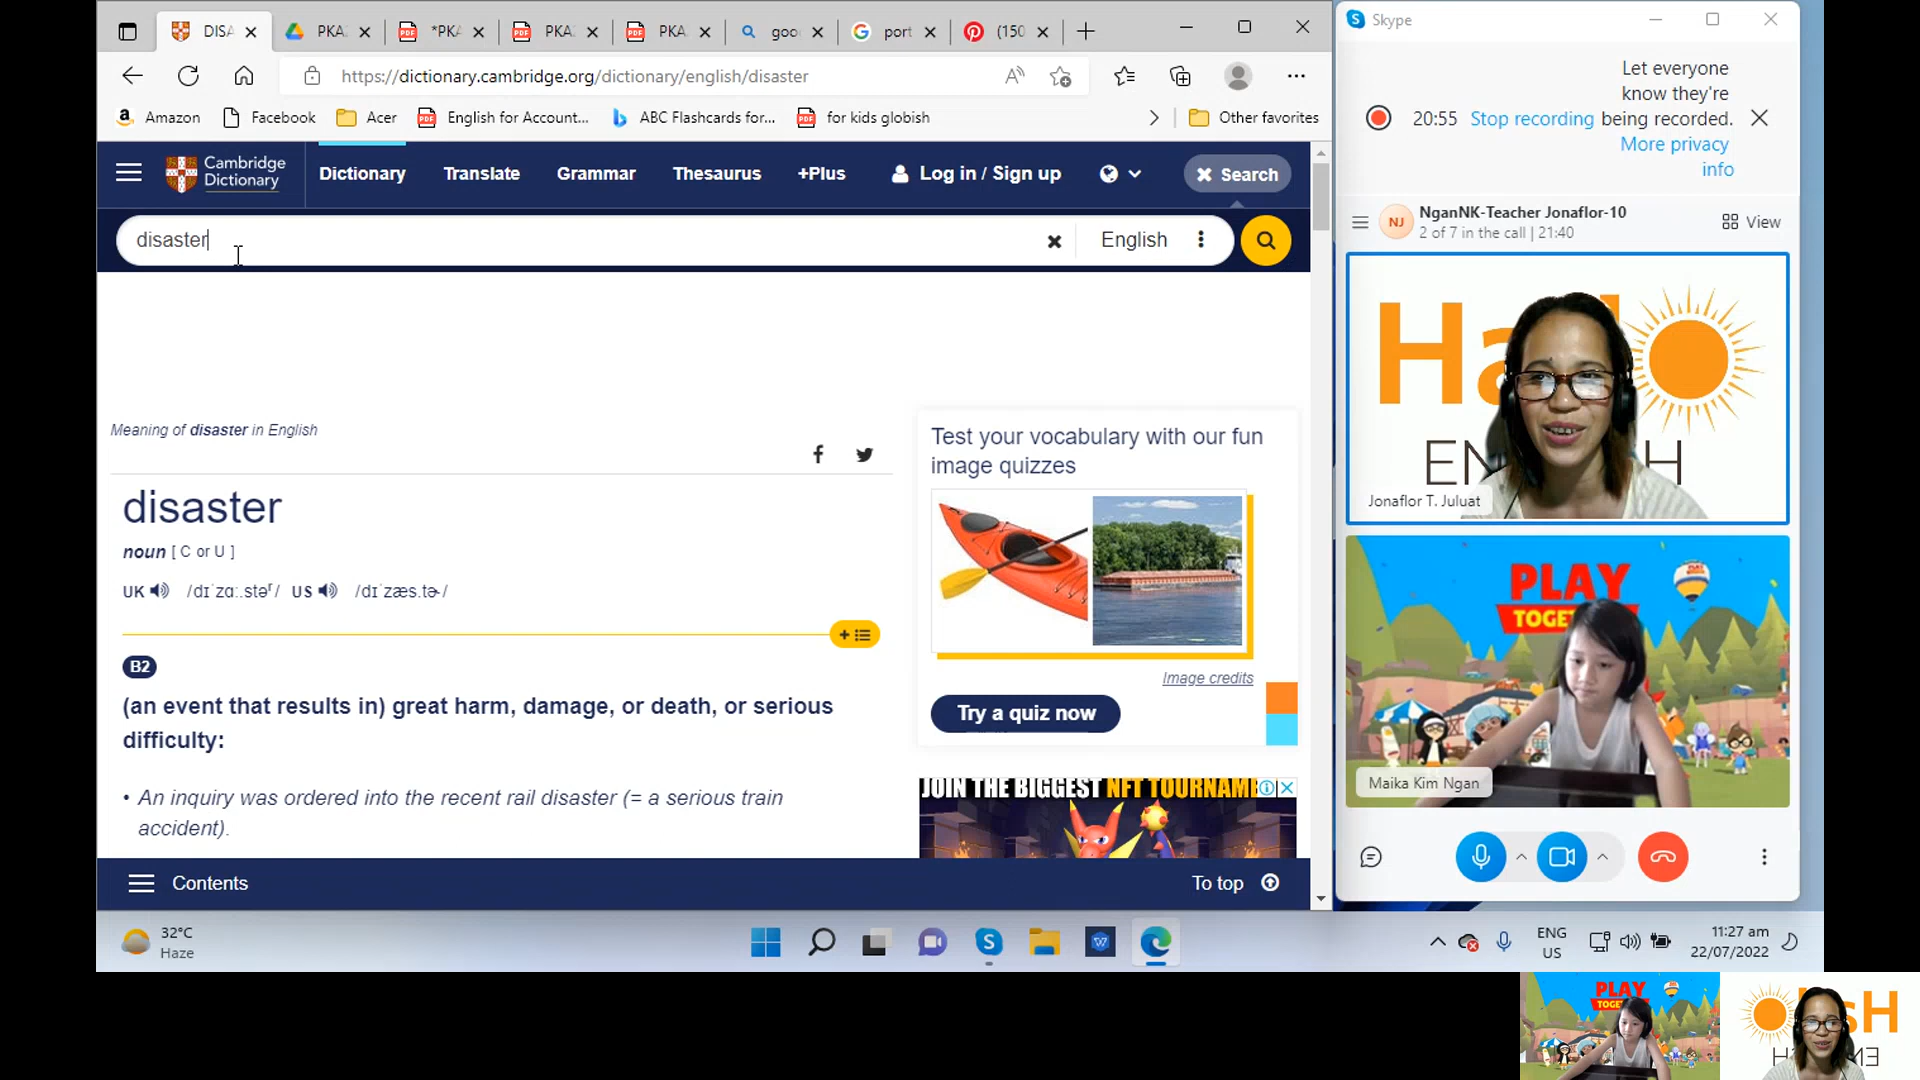 DISA
PKA
*PKA
PKA
PKA
goo
port
(150
https://dictionary.cambridge.org/dictionary/english/disaster
Amazon
Facebook
Acer
English for Account...
ABC Flashcards for...
for kids globish
Other favorites
Cambridge
Dictionary
Dictionary
Translate
Grammar
Thesaurus
+Plus
Log in / Sign up
Search
disaster
English
Meaning of disaster in English
disaster
noun [ C or U ]
UK /dɪˈzɑː.stəʳ/ US /dɪˈzæs.tɚ/
B2
(an event that results in) great harm, damage, or death, or serious
difficulty:
• An inquiry was ordered into the recent rail disaster (= a serious train
accident).
Test your vocabulary with our fun
image quizzes
Image credits
Try a quiz now
JOIN THE BIGGEST NFT TOURNAME
Contents
To top
Skype
Let everyone
know they're
20:55 Stop recording being recorded.
More privacy
info
NJ
NganNK-Teacher Jonaflor-10
2 of 7 in the call | 21:40
View
Jonaflor T. Juluat
PLAY
Maika Kim Ngan
32°C
Haze
ENG
US
11:27 am
22/07/2022
PLAY